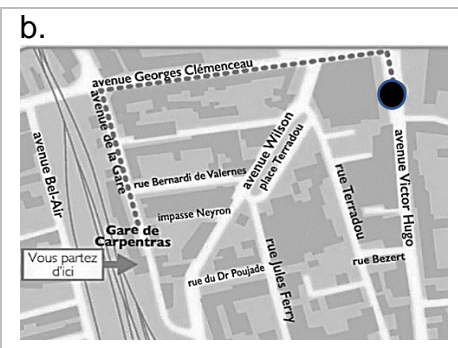 b.
avenue Georges Clémenceau
avenue de la Gare
avenue Bel-Air
avenue Wilson
place Terradou
rue Bernardi de Valernes
impasse Neyron
Gare de
Carpentras
Vous partez
d'ici
rue du Dr Poujade
rue Jules Ferry
rue Terradou
avenue Victor Hugo
rue Bezert